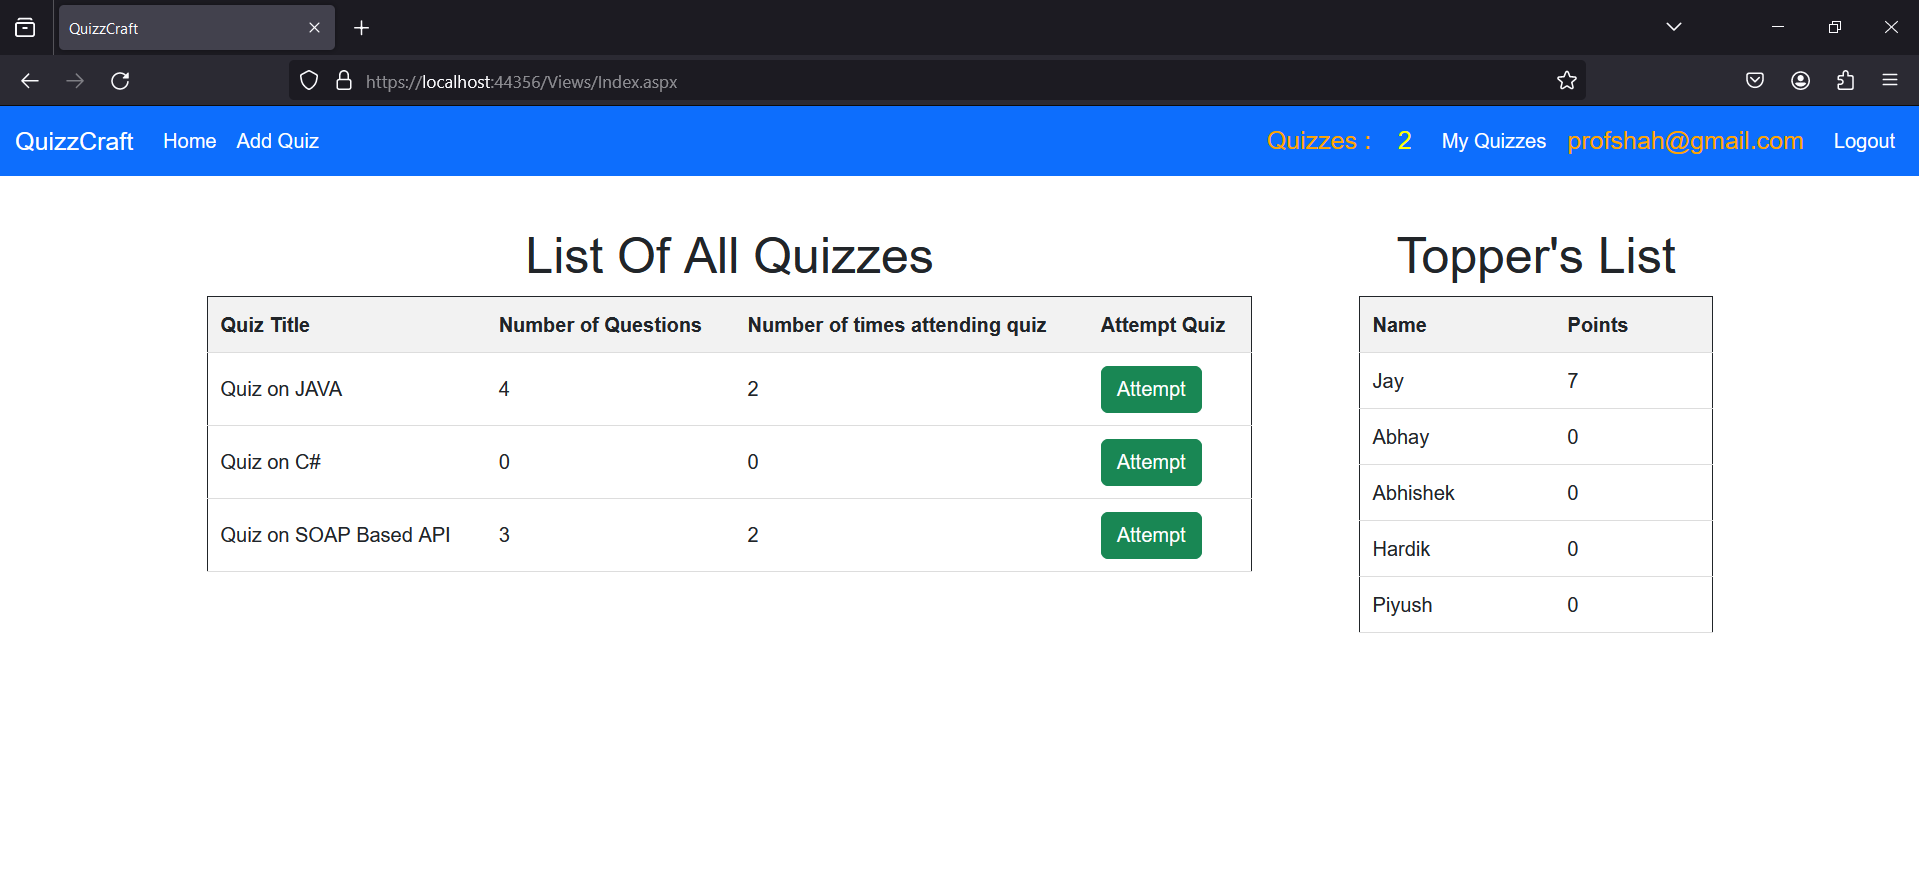 QuizzCraft
https://localhost:44356/Views/Index.aspx
QuizzCraft Home Add Quiz Quizzes : 2 My Quizzes profshah@gmail.com Logout
List Of All Quizzes
Quiz Title Number of Questions Number of times attending quiz Attempt Quiz
Quiz on JAVA 4 2 Attempt
Quiz on C# 0 0 Attempt
Quiz on SOAP Based API 3 2 Attempt
Topper's List
Name Points
Jay 7
Abhay 0
Abhishek 0
Hardik 0
Piyush 0